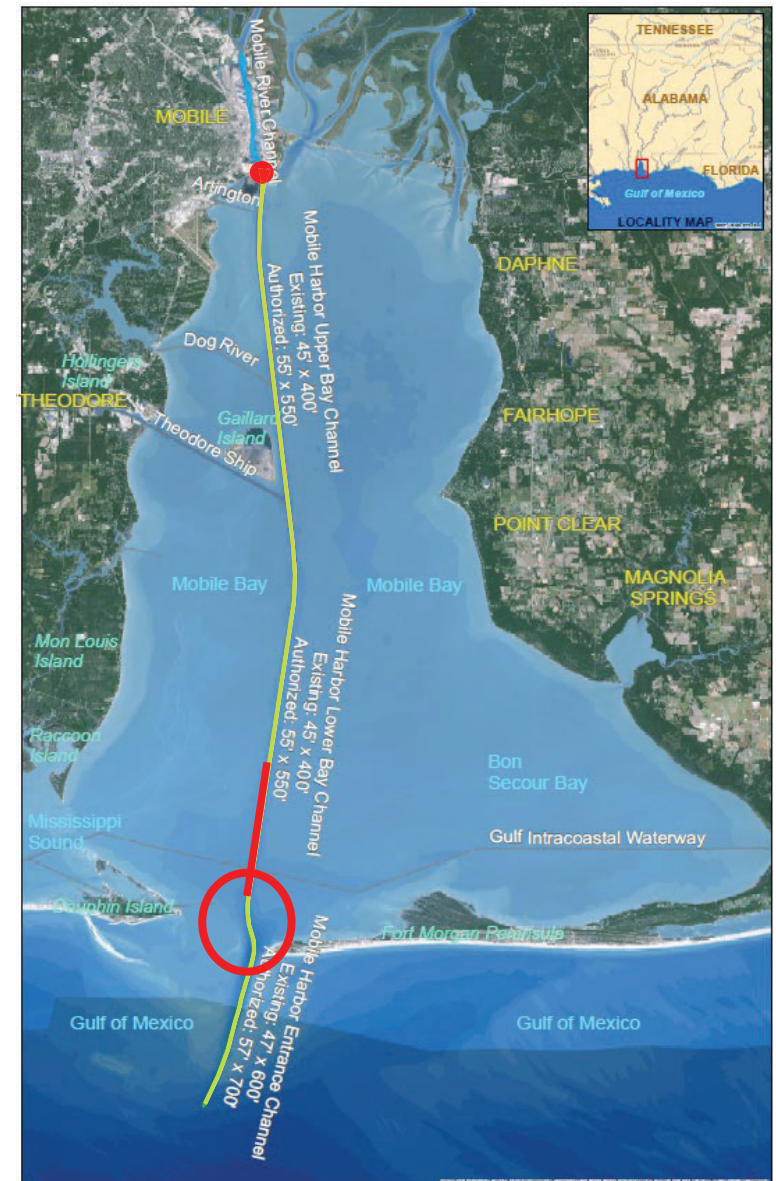 TENNESSEE
ALABAMA
FLORIDA
Gulf of Mexico
LOCALITY MAP
Mobile River Channel
MOBILE
Arlington
DAPHNE
Mobile Harbor Upper Bay Channel
Existing: 45' x 400'
Authorized: 55' x 550'
Dog River
Hollingers
Island
THEODORE
Gaillard
Island
Theodore Ship
FAIRHOPE
POINT CLEAR
MAGNOLIA
SPRINGS
Mobile Bay
Mobile Bay
Mobile Harbor Lower Bay Channel
Existing: 45' x 400'
Authorized: 55' x 550'
Mon Louis
Island
Raccoon
Island
Bon
Secour Bay
Mississippi
Sound
Gulf Intracoastal Waterway
Dauphin Island
Fort Morgan Peninsula
Mobile Harbor Entrance Channel
Existing: 47' x 600'
Authorized: 57' x 700'
Gulf of Mexico
Gulf of Mexico